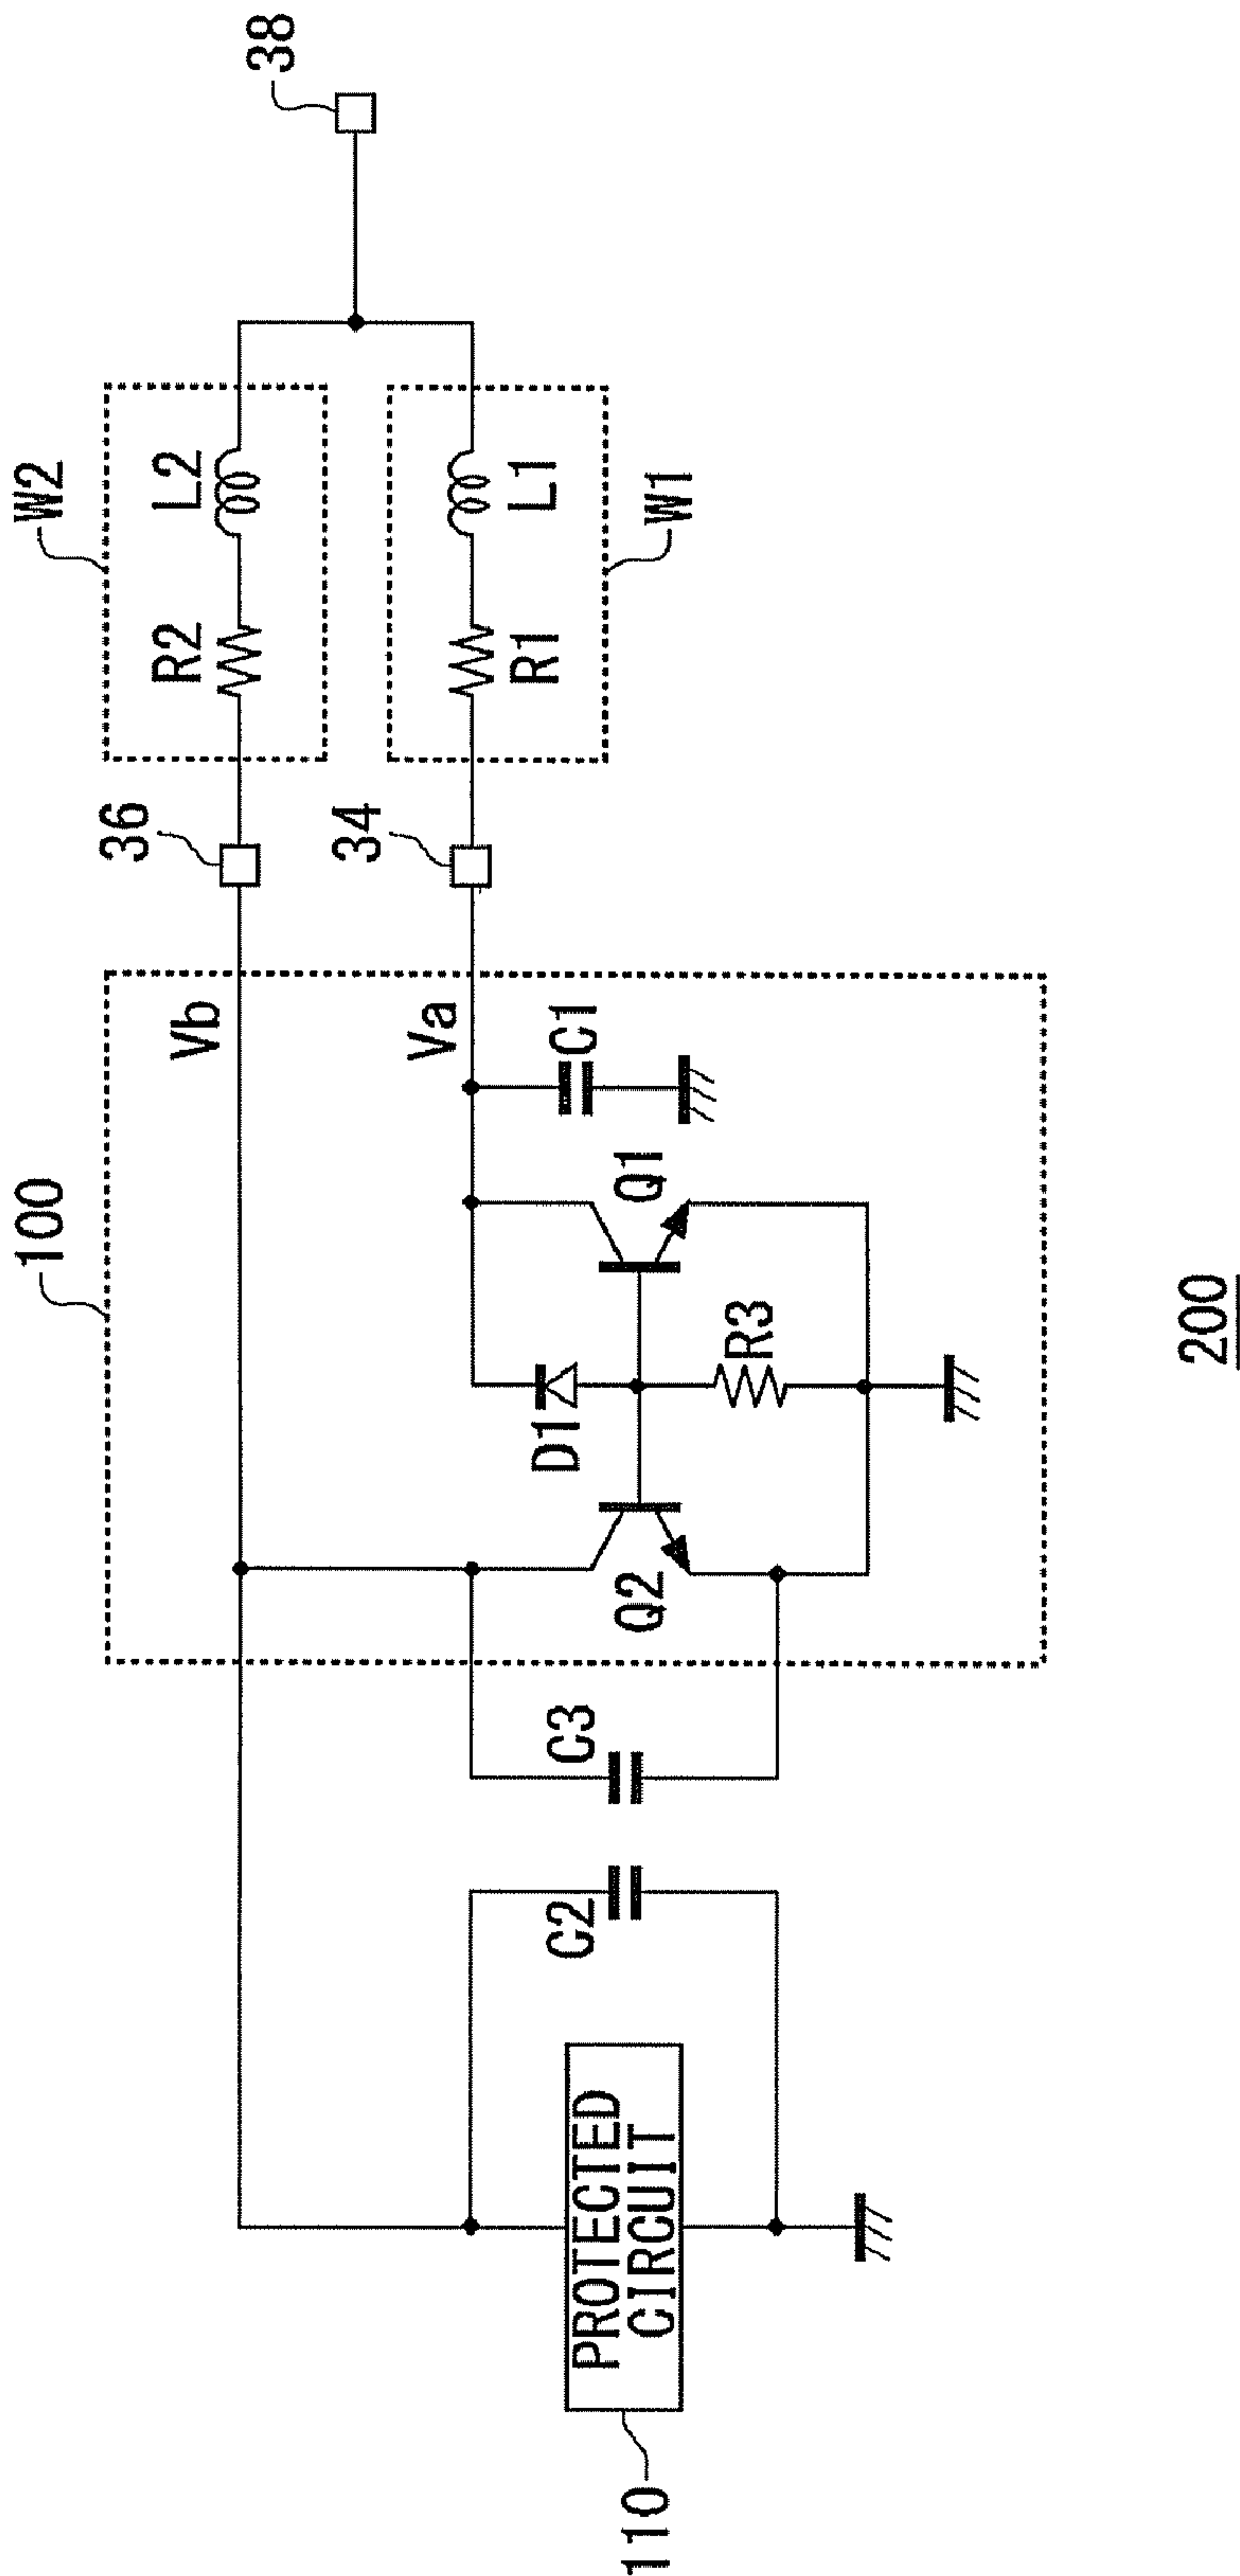 100
W2
36
R2
L2
Vb
38
34
Va
R1
L1
D1
C2
C3
C1
PROTECTED
CIRCUIT
110
Q2
Q1
W1
R3
200